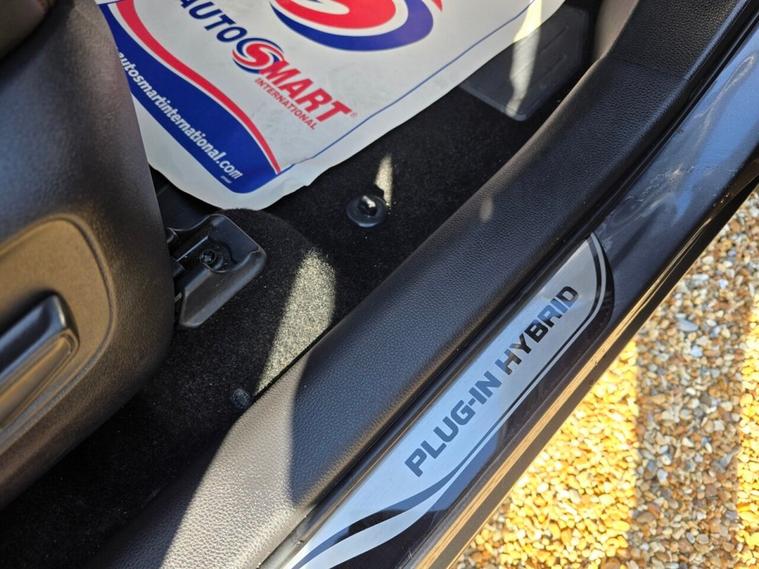 AUTOSMART®
INTERNATIONAL
autosmartinternational.com
PLUG-IN HYBRID